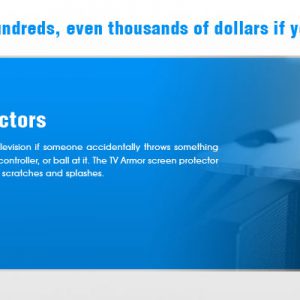 undreds, even thousands of dollars if y
ctors
levision if someone accidentally throws something
controller, or ball at it. The TV Armor screen protector
scratches and splashes.